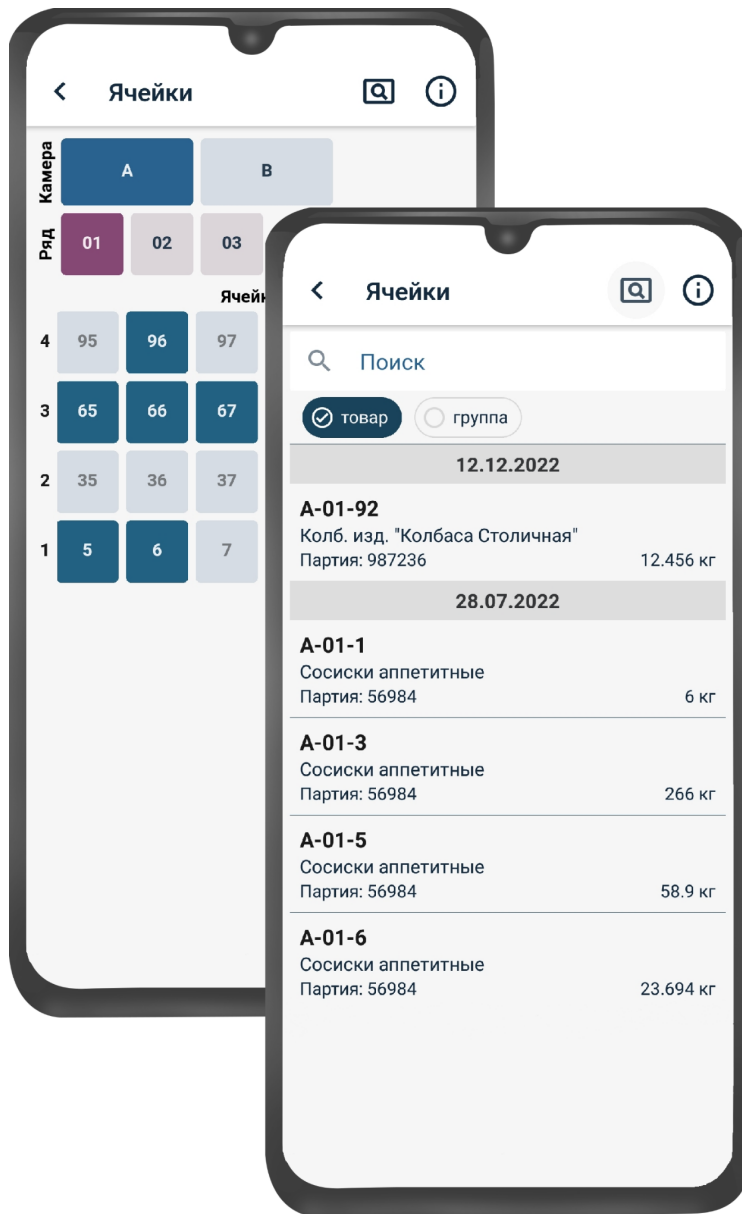 Ячейки
Камера
A
B
Ряд
01
02
03
4
95
96
97
3
65
66
67
2
35
36
37
1
5
6
7
Ячейки
Поиск
товар
группа
12.12.2022
A-01-92
Колб. изд. "Колбаса Столичная"
Партия: 987236 12.456 кг
28.07.2022
A-01-1
Сосиски аппетитные
Партия: 56984 6 кг
A-01-3
Сосиски аппетитные
Партия: 56984 266 кг
A-01-5
Сосиски аппетитные
Партия: 56984 58.9 кг
A-01-6
Сосиски аппетитные
Партия: 56984 23.694 кг